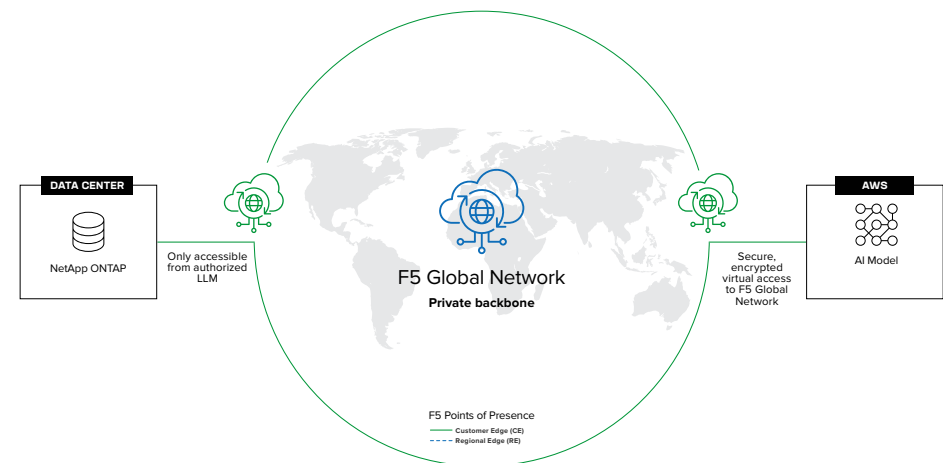 DATA CENTER
NetApp ONTAP
Only accessible
from authorized
LLM
F5 Global Network
Private backbone
AWS
AI Model
Secure,
encrypted
virtual access
to F5 Global
Network
F5 Points of Presence
Customer Edge (CE)
Regional Edge (RE)